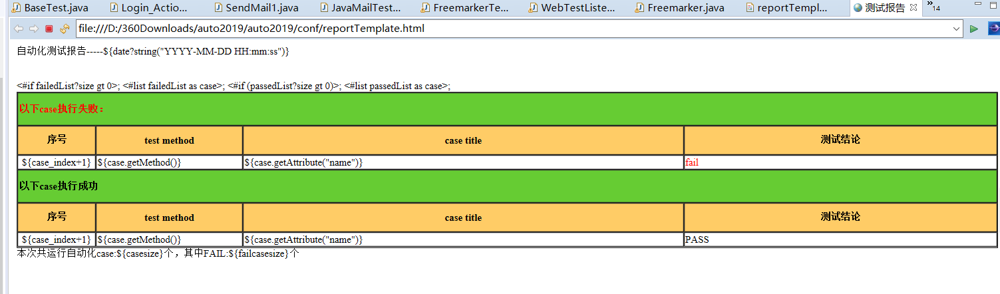 BaseTest.java Login_Actio... SendMail1.java JavaMailTest... FreemarkerTe... WebTestListe... Freemarker.java reportTempl... 测试报告 »14
file:///D:/360Downloads/auto2019/auto2019/conf/reportTemplate.html
自动化测试报告-----${date?string("YYYY-MM-DD HH:mm:ss")}
<#if failedList?size gt 0>; <#list failedList as case>; <#if (passedList?size gt 0)>; <#list passedList as case>;
以下case执行失败：
序号 test method case title 测试结论
${case_index+1} ${case.getMethod()} ${case.getAttribute("name")} fail
以下case执行成功
序号 test method case title 测试结论
${case_index+1} ${case.getMethod()} ${case.getAttribute("name")} PASS
本次共运行自动化case:${casesize}个，其中FAIL:${failcasesize}个